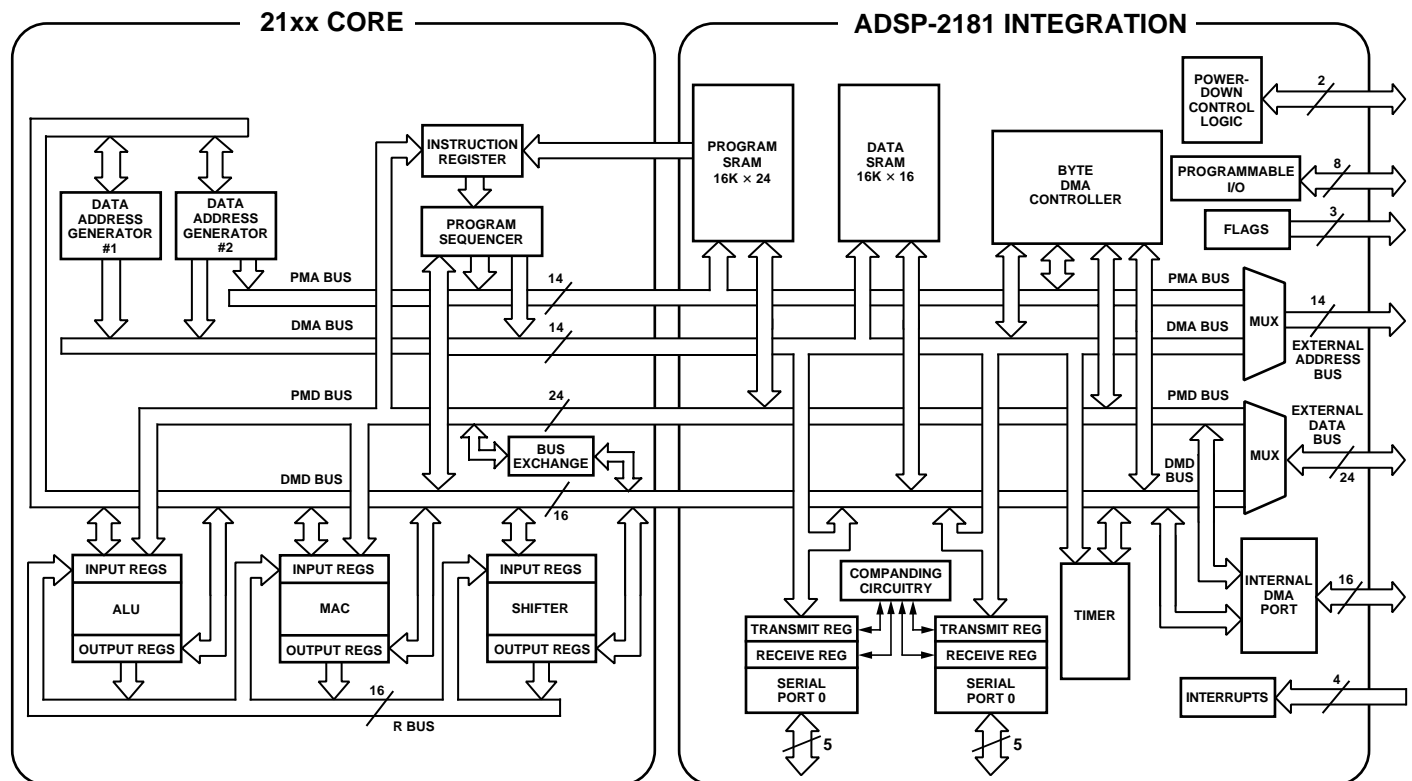 21xx CORE
ADSP-2181 INTEGRATION
POWER-
DOWN
CONTROL
LOGIC
2
INSTRUCTION
REGISTER
PROGRAM
SRAM
16K × 24
DATA
SRAM
16K × 16
BYTE
DMA
CONTROLLER
PROGRAMMABLE
I/O
8
DATA
ADDRESS
GENERATOR
#1
DATA
ADDRESS
GENERATOR
#2
PROGRAM
SEQUENCER
FLAGS
3
PMA BUS
14
PMA BUS
DMA BUS
14
DMA BUS
MUX
14
EXTERNAL
ADDRESS
BUS
PMD BUS
24
PMD BUS
EXTERNAL
DATA
BUS
BUS
EXCHANGE
DMD BUS
16
DMD
BUS
MUX
24
INPUT REGS
ALU
OUTPUT REGS
INPUT REGS
MAC
OUTPUT REGS
INPUT REGS
SHIFTER
OUTPUT REGS
COMPANDING
CIRCUITRY
TIMER
INTERNAL
DMA
PORT
16
TRANSMIT REG
RECEIVE REG
SERIAL
PORT 0
5
TRANSMIT REG
RECEIVE REG
SERIAL
PORT 0
5
16
R BUS
INTERRUPTS
4